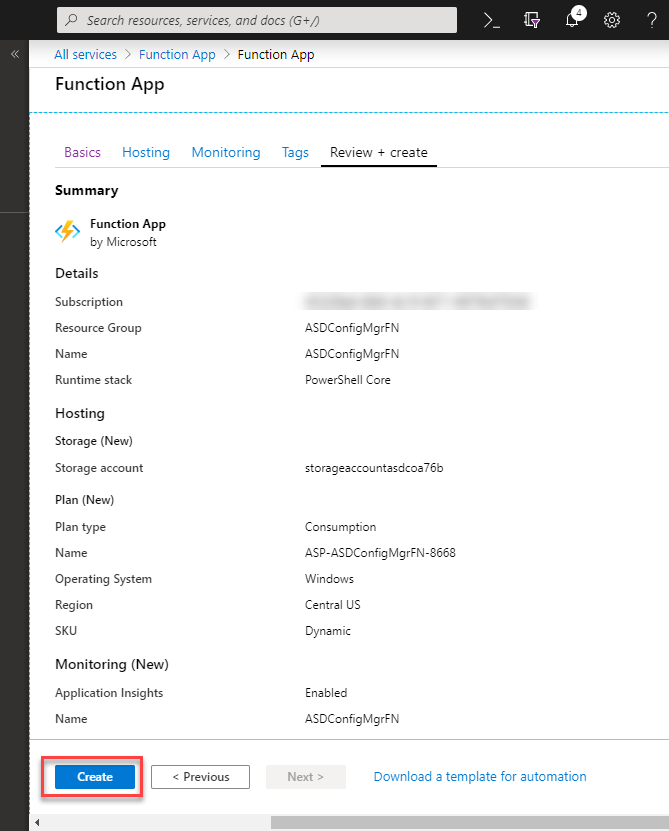 Search resources, services, and docs (G+/)
4
All services > Function App > Function App
Function App
Basics Hosting Monitoring Tags Review + create
Summary
Function App
by Microsoft
Details
Subscription
Resource Group ASDConfigMgrFN
Name ASDConfigMgrFN
Runtime stack PowerShell Core
Hosting
Storage (New)
Storage account storageaccountasdcoa76b
Plan (New)
Plan type Consumption
Name ASP-ASDConfigMgrFN-8668
Operating System Windows
Region Central US
SKU Dynamic
Monitoring (New)
Application Insights Enabled
Name ASDConfigMgrFN
Create < Previous Next > Download a template for automation